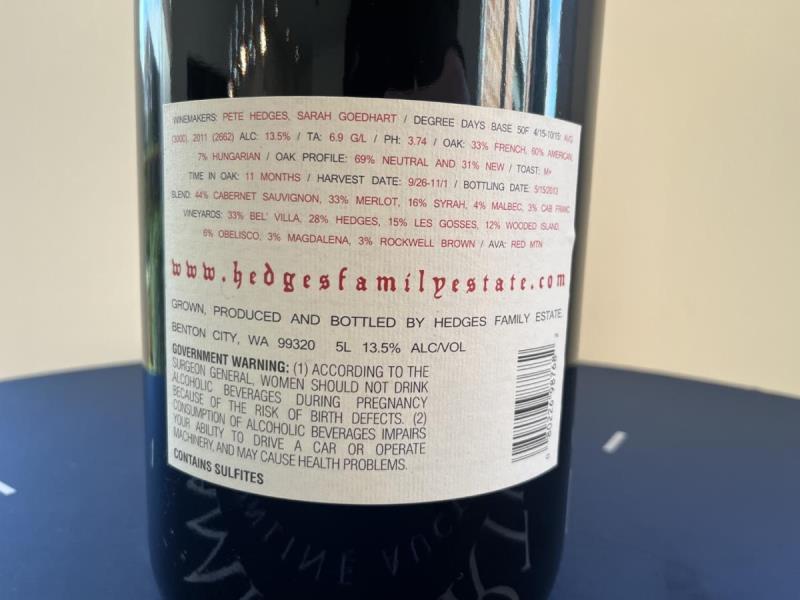 WINEMAKERS: PETE HEDGES, SARAH GOEDHART / DEGREE DAYS BASE 50F 4/15-10/15: AVG
(3000), 2011 (2662) ALC: 13.5% / TA: 6.9 G/L / PH: 3.74 / OAK: 33% FRENCH, 60% AMERICAN,
7% HUNGARIAN / OAK PROFILE: 69% NEUTRAL AND 31% NEW / TOAST: M+
TIME IN OAK: 11 MONTHS / HARVEST DATE: 9/26-11/1 / BOTTLING DATE: 5/15/2013
BLEND: 44% CABERNET SAUVIGNON, 33% MERLOT, 16% SYRAH, 4% MALBEC, 3% CAB FRANC
VINEYARDS: 33% BEL' VILLA, 28% HEDGES, 15% LES GOSSES, 12% WOODED ISLAND,
6% OBELISCO, 3% MAGDALENA, 3% ROCKWELL BROWN / AVA: RED MTN
www.hedgesfamilyestate.com
GROWN, PRODUCED AND BOTTLED BY HEDGES FAMILY ESTATE.
BENTON CITY, WA 99320 5L 13.5% ALC/VOL
GOVERNMENT WARNING: (1) ACCORDING TO THE
SURGEON GENERAL, WOMEN SHOULD NOT DRINK
ALCOHOLIC BEVERAGES DURING PREGNANCY
BECAUSE OF THE RISK OF BIRTH DEFECTS. (2)
CONSUMPTION OF ALCOHOLIC BEVERAGES IMPAIRS
YOUR ABILITY TO DRIVE A CAR OR OPERATE
MACHINERY, AND MAY CAUSE HEALTH PROBLEMS.
CONTAINS SULFITES
0 80226 98768 2